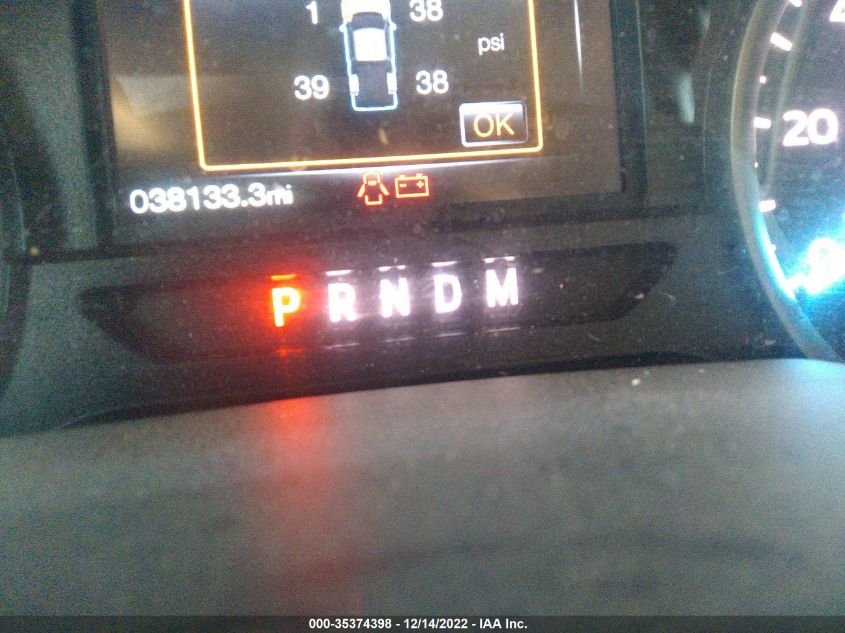 1 38
psi
39 38
OK
20
038133.3mi
P R N D M
000-35374398 - 12/14/2022 - IAA Inc.